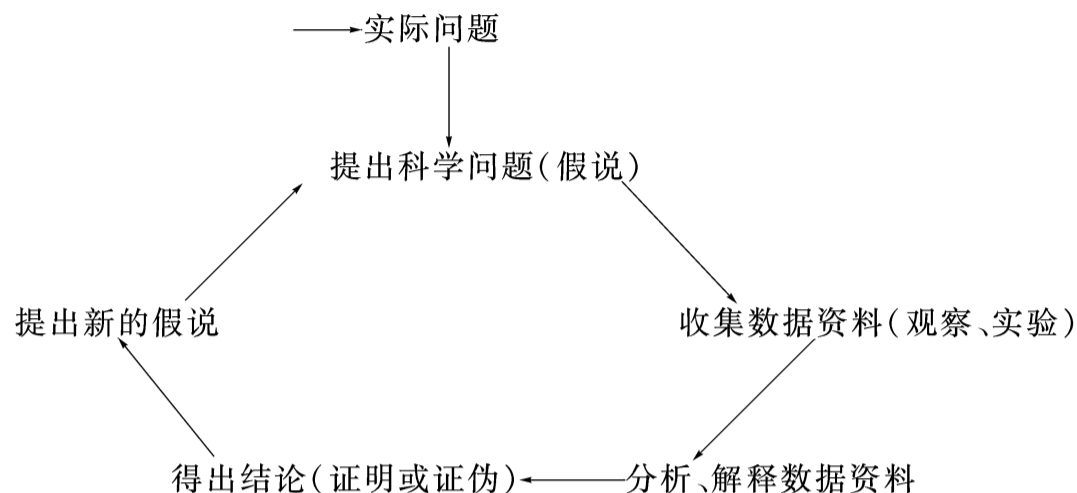 实际问题
提出科学问题(假说)
提出新的假说
收集数据资料(观察、实验)
得出结论(证明或证伪)
分析、解释数据资料